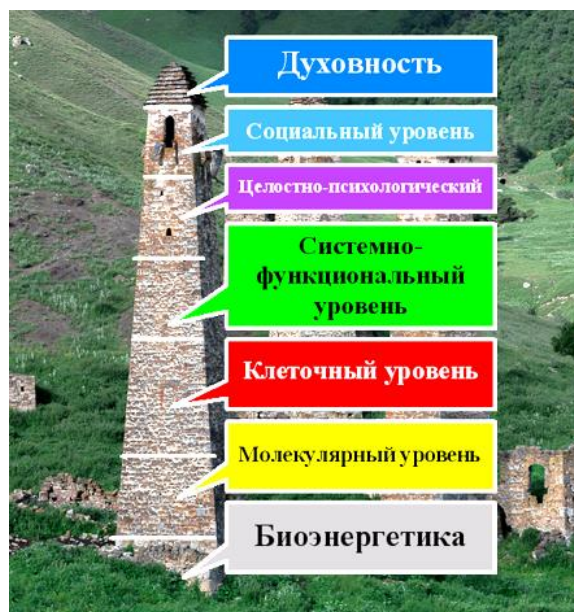 Духовность
Социальный уровень
Целостно-психологический
Системно-
функциональный
уровень
Клеточный уровень
Молекулярный уровень
Биоэнергетика